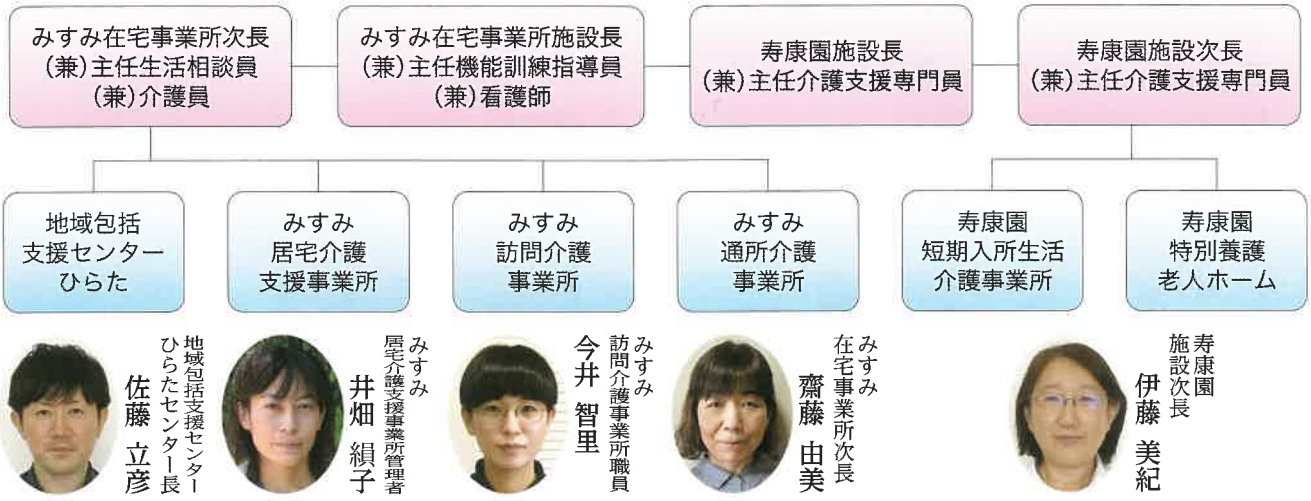 みすみ在宅事業所次長
(兼)主任生活相談員
(兼)介護員
みすみ在宅事業所施設長
(兼)主任機能訓練指導員
(兼)看護師
寿康園施設長
(兼)主任介護支援専門員
寿康園施設次長
(兼)主任介護支援専門員
地域包括
支援センター
ひらた
みすみ
居宅介護
支援事業所
みすみ
訪問介護
事業所
みすみ
通所介護
事業所
寿康園
短期入所生活
介護事業所
寿康園
特別養護
老人ホーム
地域包括支援センター
ひらたセンター長
佐藤 立彦
みすみ
居宅介護支援事業所管理者
井畑 絹子
みすみ
訪問介護事業所職員
今井 智里
みすみ
在宅事業所次長
齋藤 由美
寿康園
施設次長
伊藤 美紀